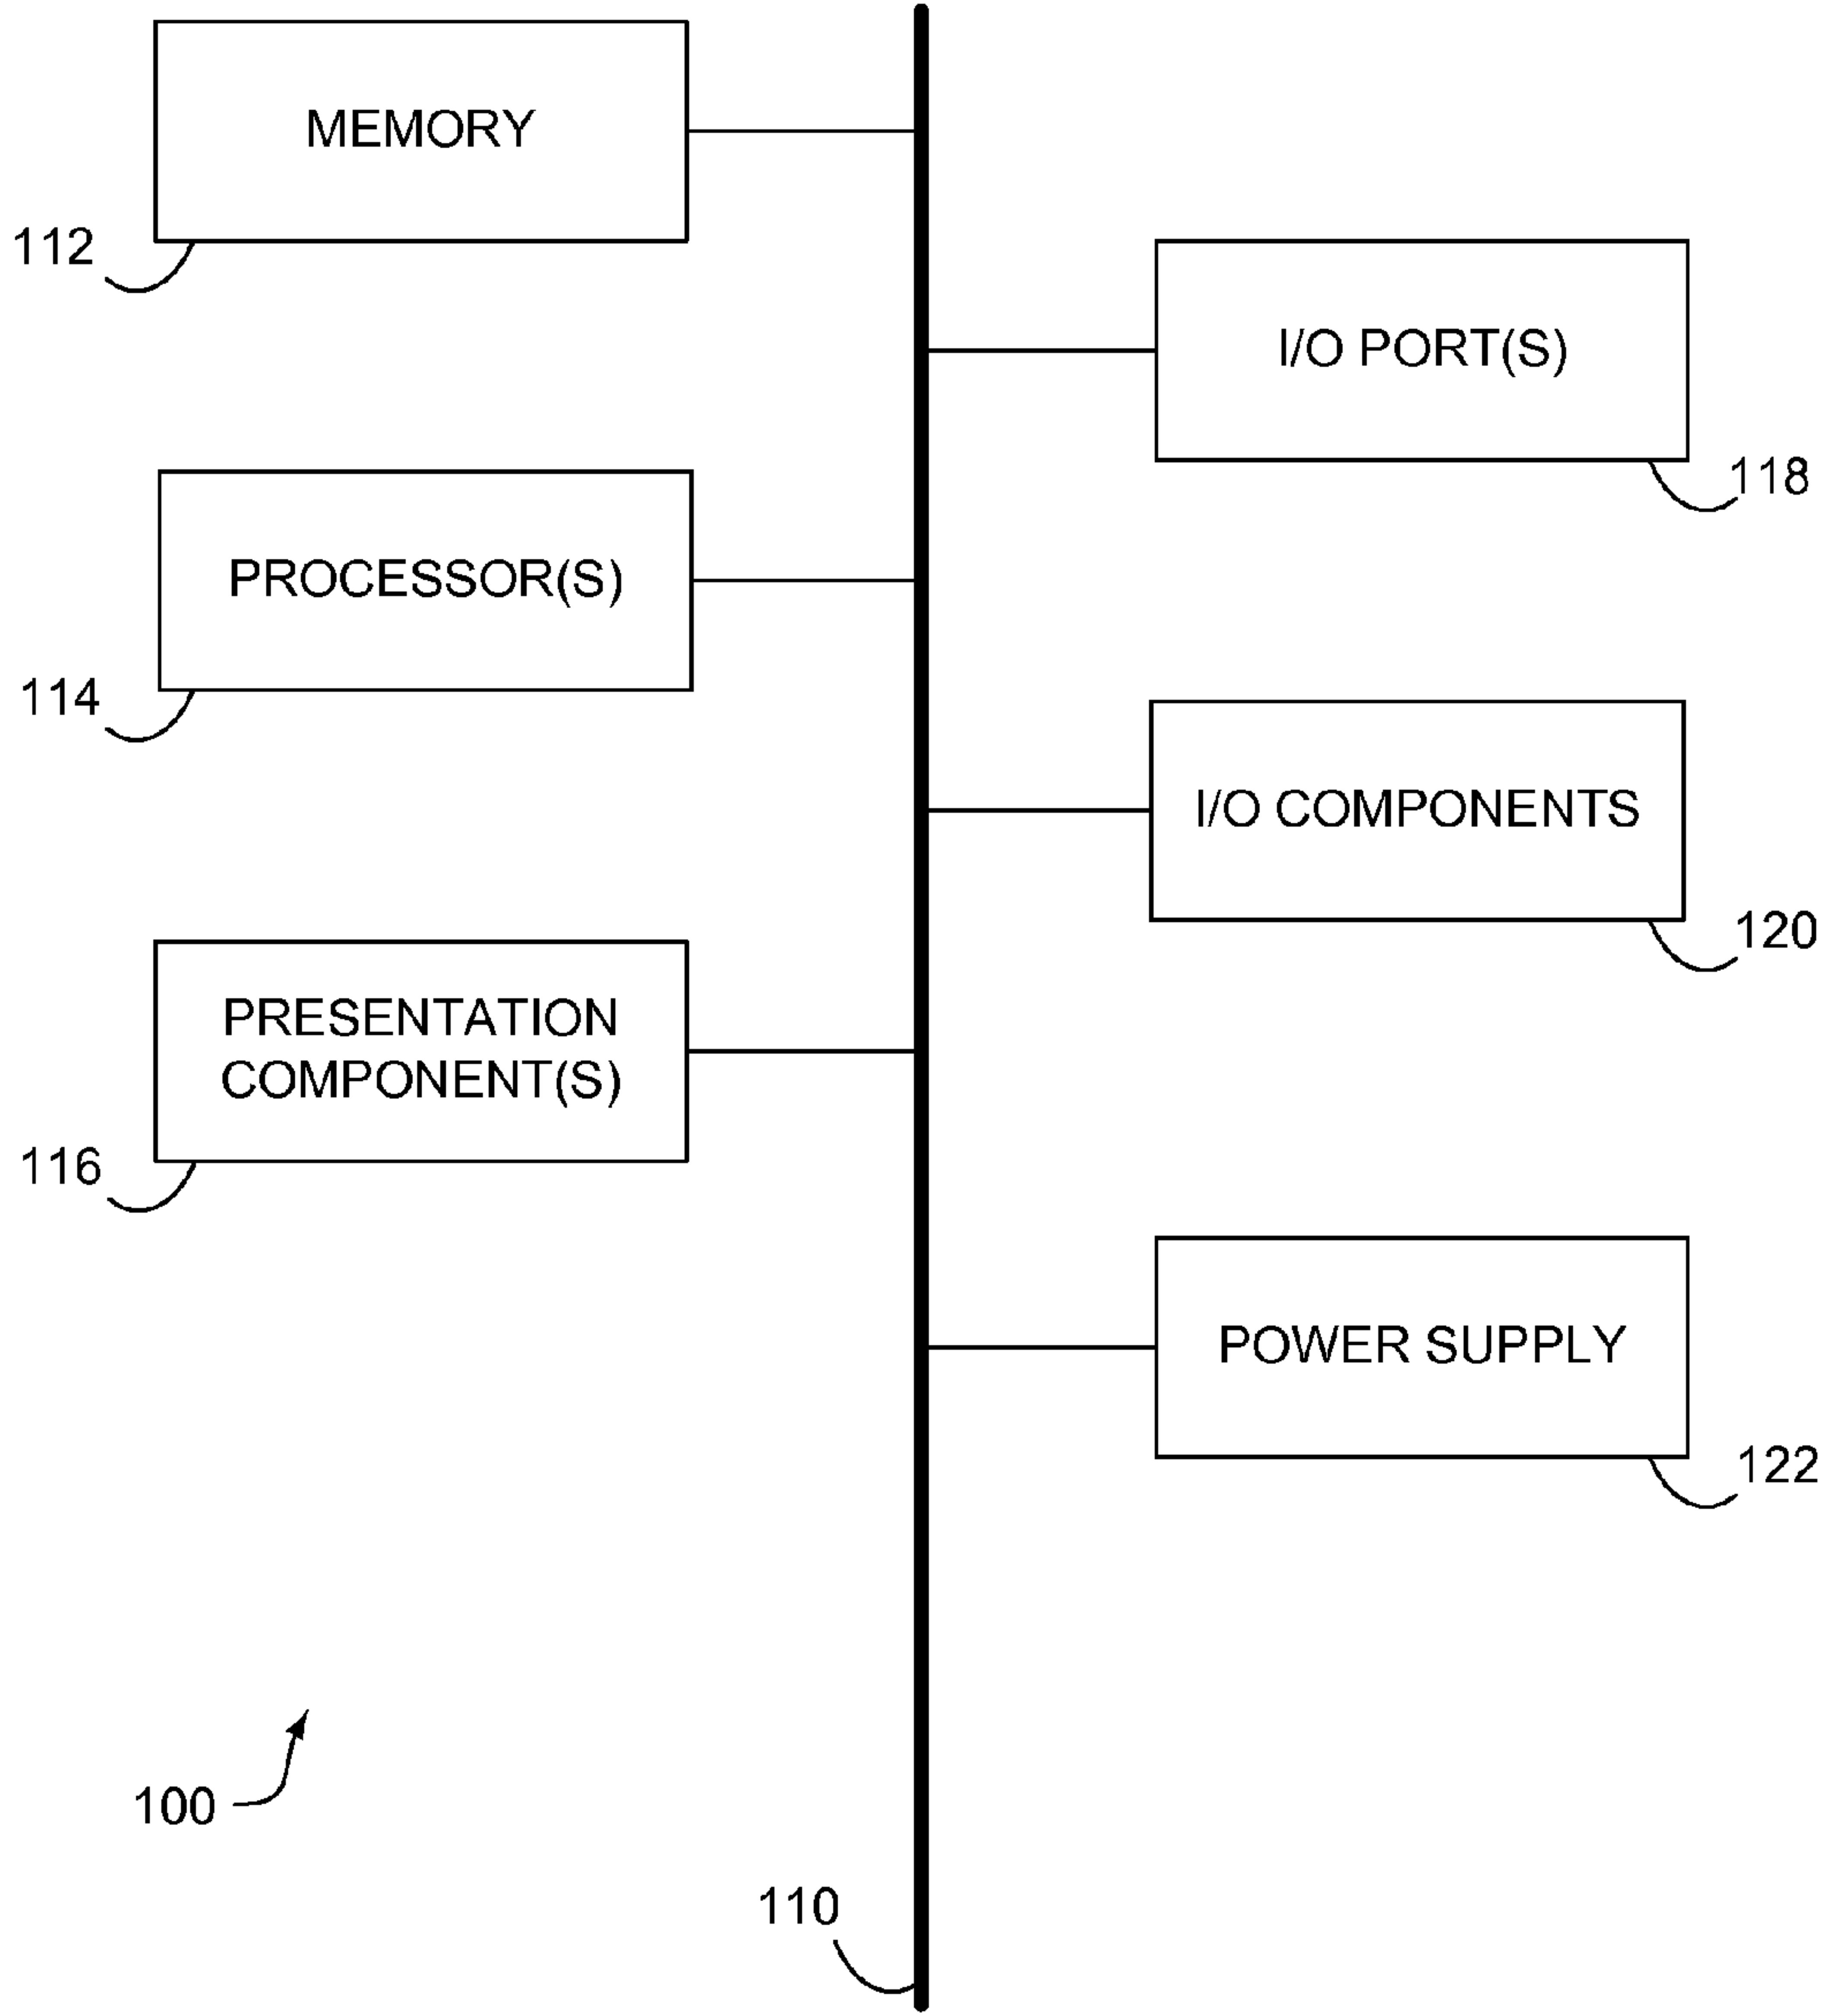 MEMORY
112
I/O PORT(S)
118
PROCESSOR(S)
114
I/O COMPONENTS
120
PRESENTATION
COMPONENT(S)
116
POWER SUPPLY
122
100
110